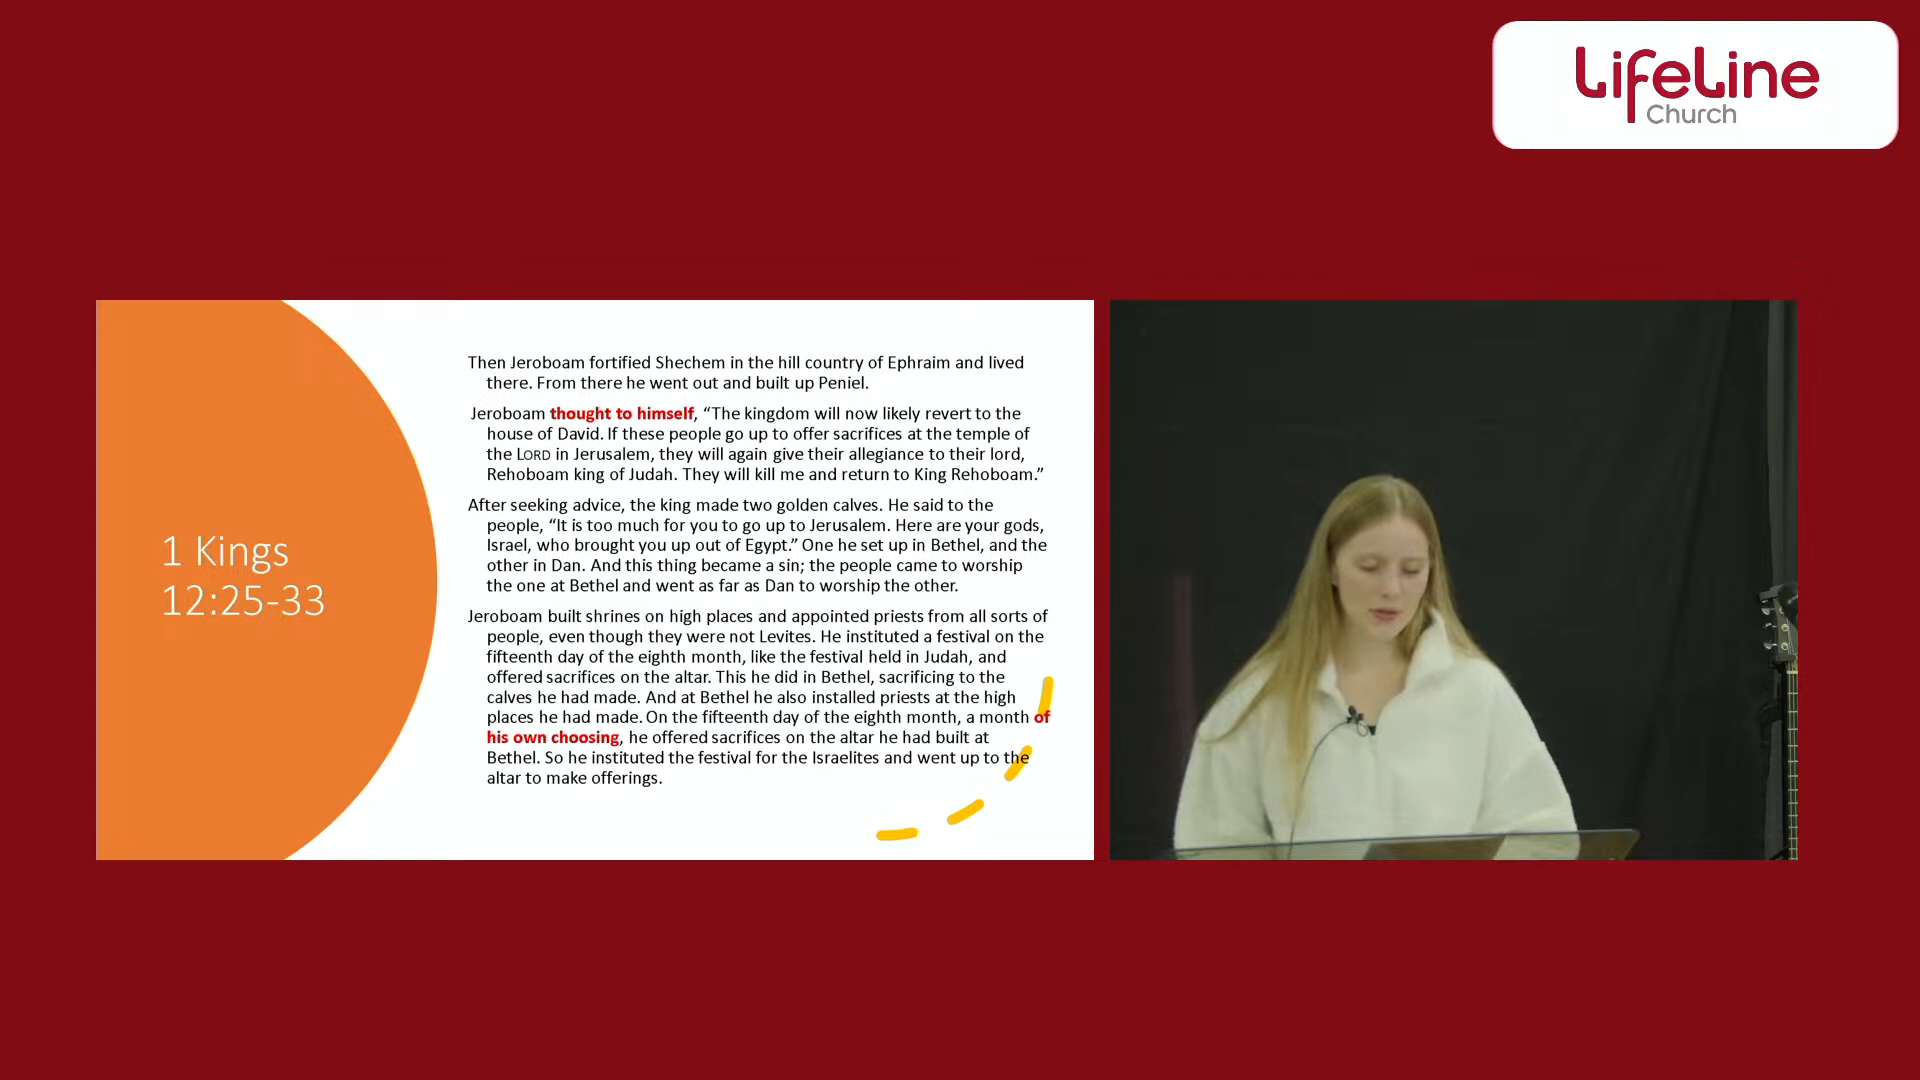 LifeLine
Church
1 Kings
12:25-33
Then Jeroboam fortified Shechem in the hill country of Ephraim and lived
there. From there he went out and built up Peniel.
Jeroboam thought to himself, “The kingdom will now likely revert to the
house of David. If these people go up to offer sacrifices at the temple of
the LORD in Jerusalem, they will again give their allegiance to their lord,
Rehoboam king of Judah. They will kill me and return to King Rehoboam.”
After seeking advice, the king made two golden calves. He said to the
people, “It is too much for you to go up to Jerusalem. Here are your gods,
Israel, who brought you up out of Egypt.” One he set up in Bethel, and the
other in Dan. And this thing became a sin; the people came to worship
the one at Bethel and went as far as Dan to worship the other.
Jeroboam built shrines on high places and appointed priests from all sorts of
people, even though they were not Levites. He instituted a festival on the
fifteenth day of the eighth month, like the festival held in Judah, and
offered sacrifices on the altar. This he did in Bethel, sacrificing to the
calves he had made. And at Bethel he also installed priests at the high
places he had made. On the fifteenth day of the eighth month, a month of
his own choosing, he offered sacrifices on the altar he had built at
Bethel. So he instituted the festival for the Israelites and went up to the
altar to make offerings.